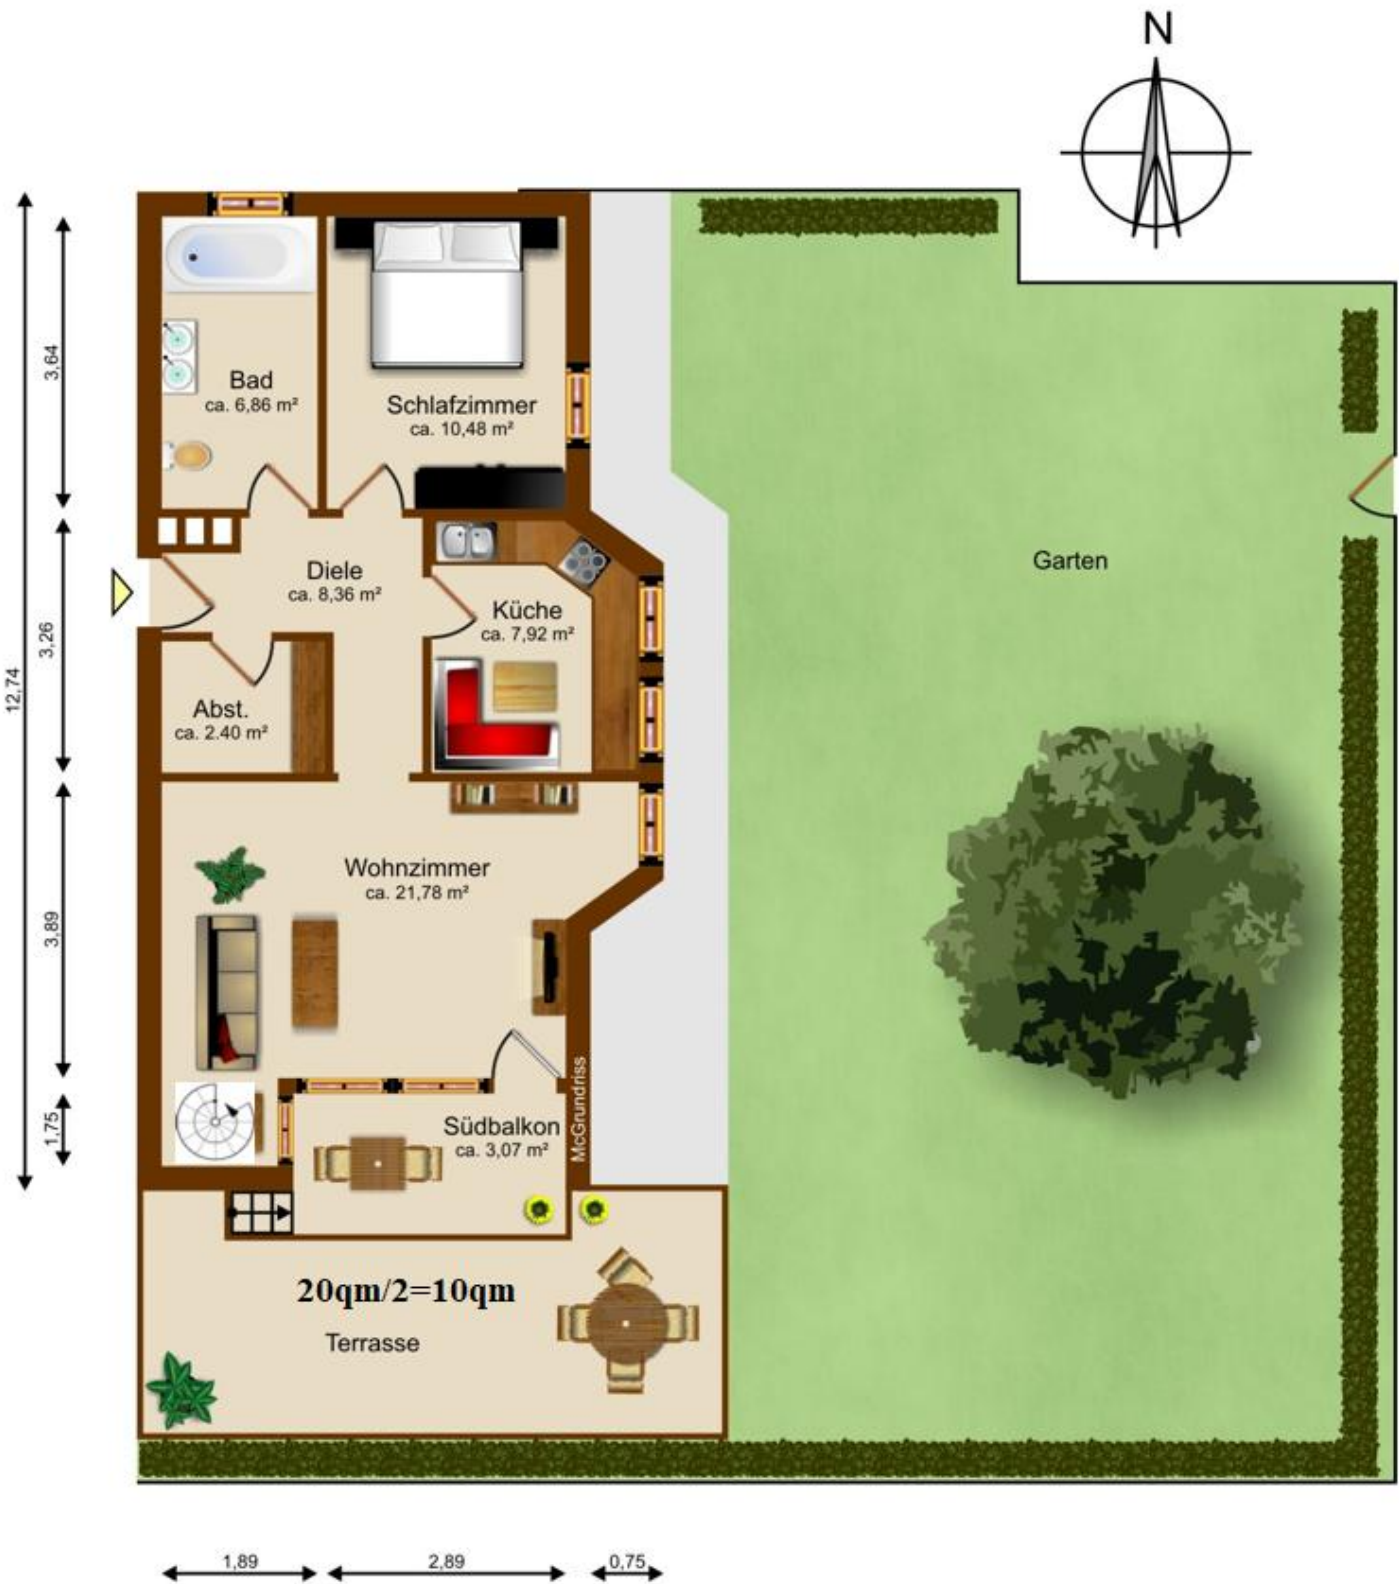 N
Bad
ca. 6,86 m²
Schlafzimmer
ca. 10,48 m²
Diele
ca. 8,36 m²
Küche
ca. 7,92 m²
Garten
Abst.
ca. 2.40 m²
Wohnzimmer
ca. 21,78 m²
Südbalkon
ca. 3,07 m²
McGrundriss
20qm/2=10qm
Terrasse
12,74
3,64
3,26
3,89
1,75
1,89
2,89
0,75